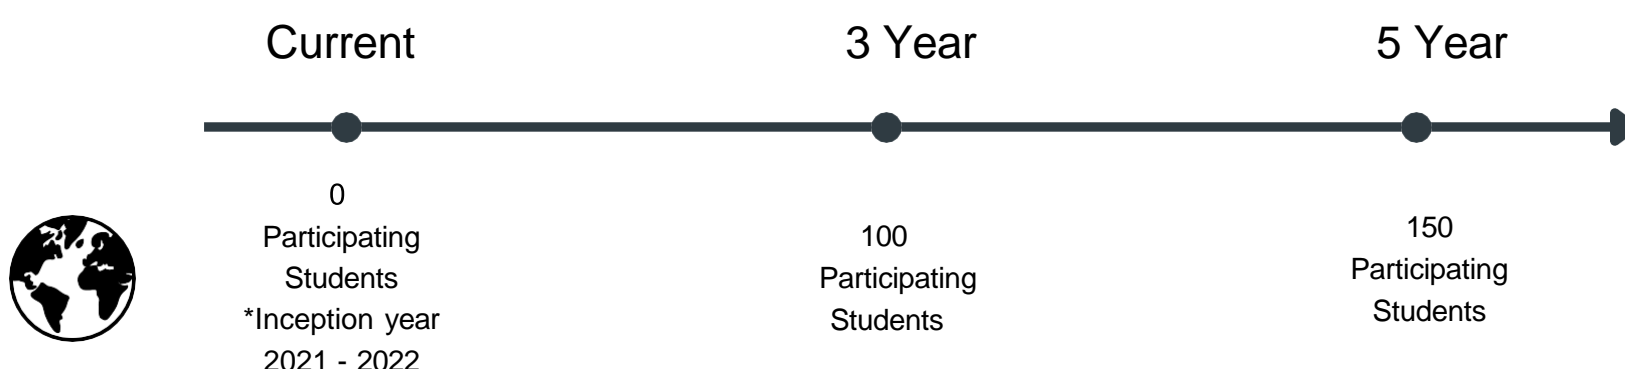 Current
3 Year
5 Year
0
Participating
Students
*Inception year
2021 - 2022
100
Participating
Students
150
Participating
Students